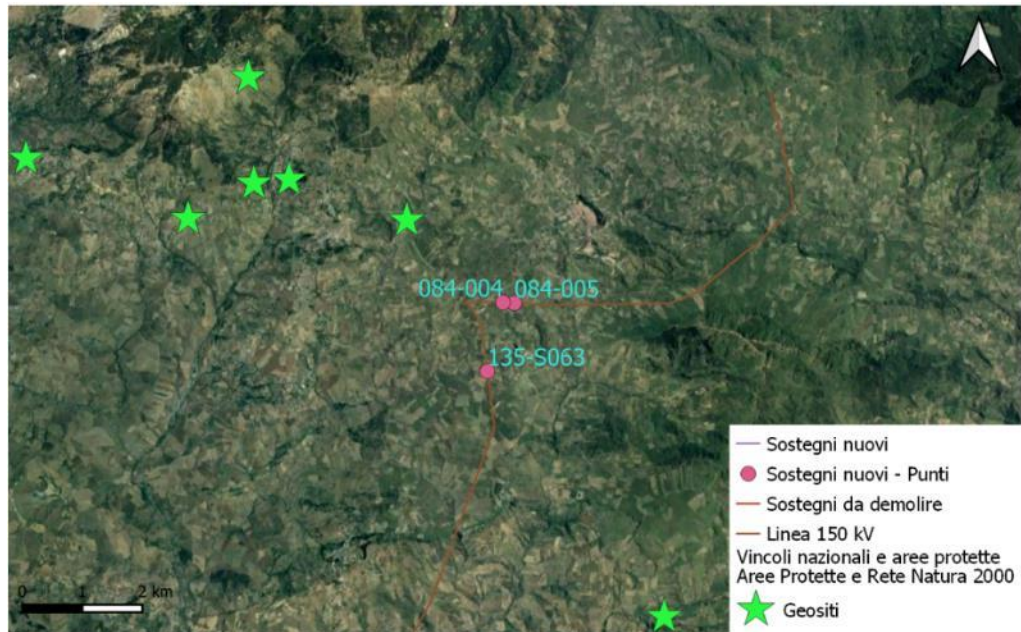 084-004 084-005
135-S063
Sostegni nuovi
Sostegni nuovi - Punti
Sostegni da demolire
Linea 150 kV
Vincoli nazionali e aree protette
Aree Protette e Rete Natura 2000
Geositi
0 1 2 km